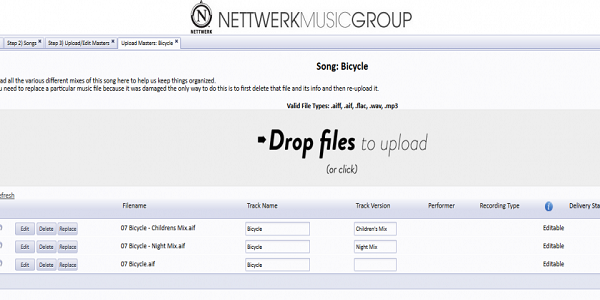 NETTWERK
NETTWERKMUSICGROUP
Step 2) Songs
Step 3) Upload/Edit Masters
Upload Masters: Bicycle
Song: Bicycle
ad all the various different mixes of this song here to help us keep things organized.
u need to replace a particular music file because it was damaged the only way to do this is to first delete that file and its info and then re-upload it.
Valid File Types: .aiff, .aif, .flac, .wav, .mp3
Drop files to upload
(or click)
efresh
Filename Track Name Track Version Performer Recording Type i Delivery Sta
Edit Delete Replace 07 Bicycle - Childrens Mix.aif Bicycle Children's Mix Editable
Edit Delete Replace 07 Bicycle - Night Mix.aif Bicycle Night Mix Editable
Edit Delete Replace 07 Bicycle.aif Bicycle Editable